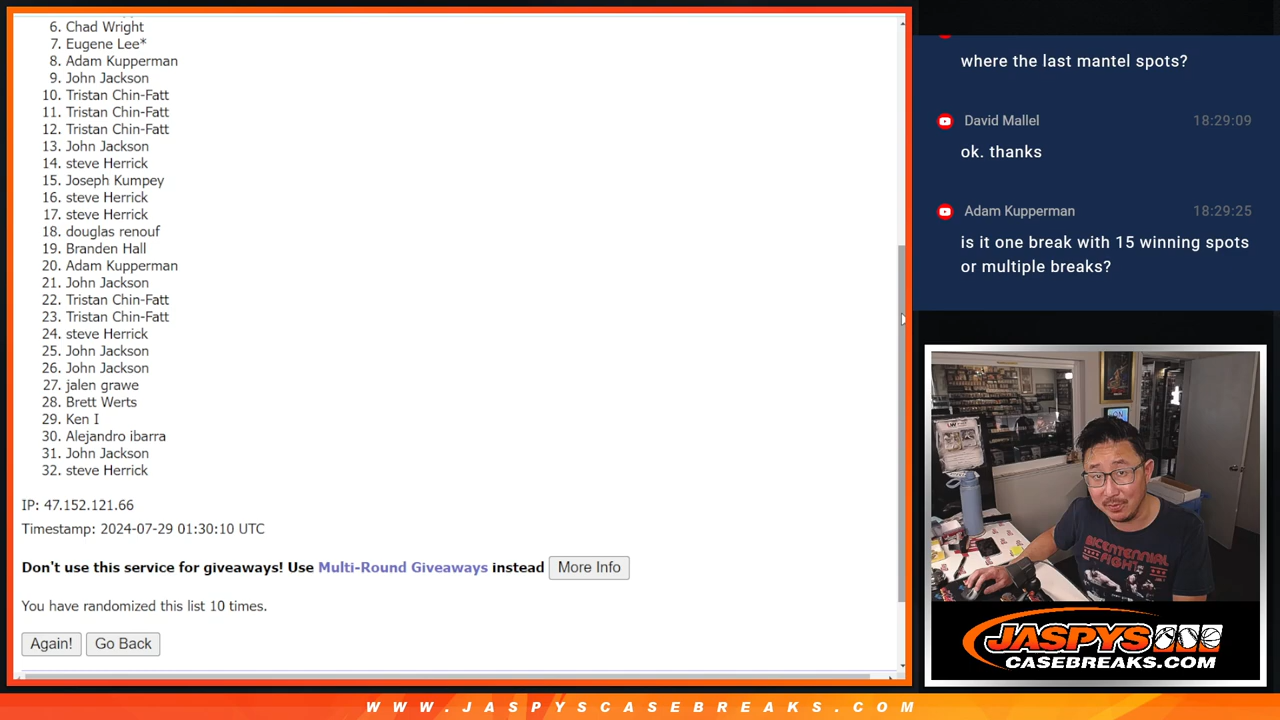 6. Chad Wright
7. Eugene Lee*
8. Adam Kupperman
9. John Jackson
10. Tristan Chin-Fatt
11. Tristan Chin-Fatt
12. Tristan Chin-Fatt
13. John Jackson
14. steve Herrick
15. Joseph Kumpey
16. steve Herrick
17. steve Herrick
18. douglas renouf
19. Branden Hall
20. Adam Kupperman
21. John Jackson
22. Tristan Chin-Fatt
23. Tristan Chin-Fatt
24. steve Herrick
25. John Jackson
26. John Jackson
27. jalen grawe
28. Brett Werts
29. Ken I
30. Alejandro ibarra
31. John Jackson
32. steve Herrick
IP: 47.152.121.66
Timestamp: 2024-07-29 01:30:10 UTC
Don't use this service for giveaways! Use Multi-Round Giveaways instead More Info
You have randomized this list 10 times.
Again! Go Back
where the last mantel spots?
David Mallel 18:29:09
ok. thanks
Adam Kupperman 18:29:25
is it one break with 15 winning spots
or multiple breaks?
BICENTENNIAL
FIGHT
JASPYS
CASEBREAKS.COM
WWW.JASPYSCASEBREAKS.COM